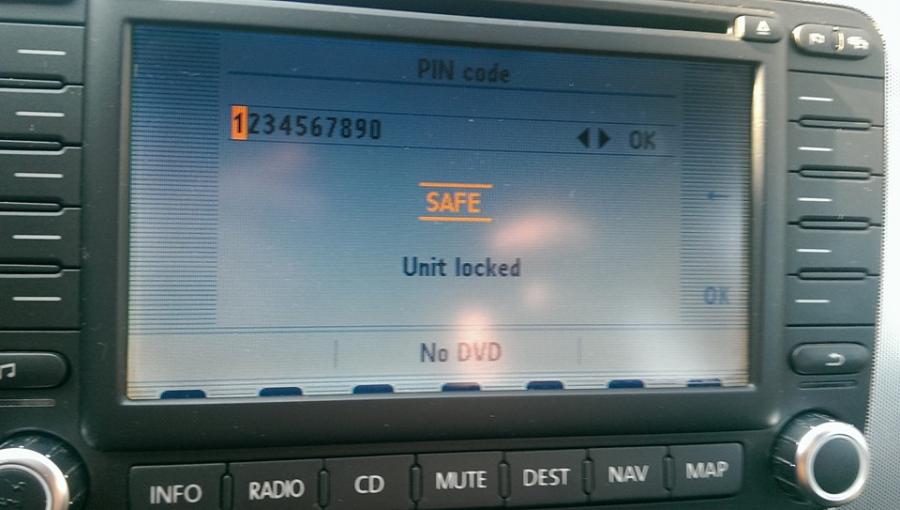 PIN code
1234567890 OK
SAFE
Unit locked
OK
No DVD
INFO RADIO CD MUTE DEST NAV MAP